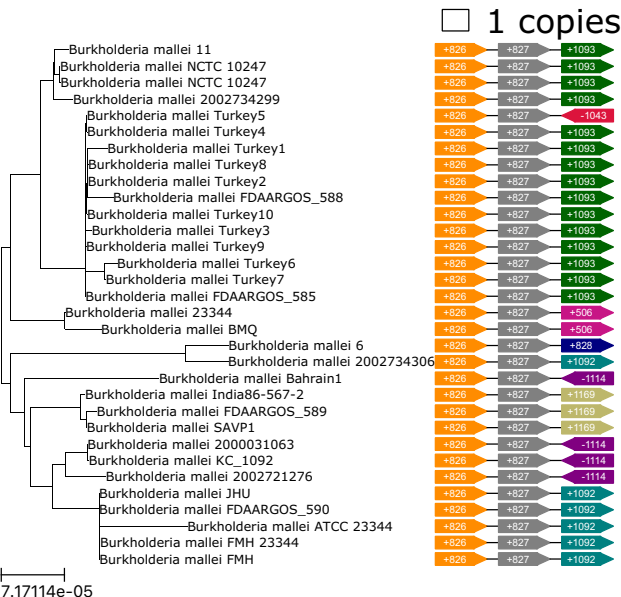 1 copies
Burkholderia mallei 11 +826 +827 +1093
Burkholderia mallei NCTC 10247 +826 +827 +1093
Burkholderia mallei NCTC 10247 +826 +827 +1093
Burkholderia mallei 2002734299 +826 +827 +1093
Burkholderia mallei Turkey5 +826 +827 -1043
Burkholderia mallei Turkey4 +826 +827 +1093
Burkholderia mallei Turkey1 +826 +827 +1093
Burkholderia mallei Turkey8 +826 +827 +1093
Burkholderia mallei Turkey2 +826 +827 +1093
Burkholderia mallei FDAARGOS_588 +826 +827 +1093
Burkholderia mallei Turkey10 +826 +827 +1093
Burkholderia mallei Turkey3 +826 +827 +1093
Burkholderia mallei Turkey9 +826 +827 +1093
Burkholderia mallei Turkey6 +826 +827 +1093
Burkholderia mallei Turkey7 +826 +827 +1093
Burkholderia mallei FDAARGOS_585 +826 +827 +1093
Burkholderia mallei 23344 +826 +827 +506
Burkholderia mallei BMQ +826 +827 +506
Burkholderia mallei 6 +826 +827 +828
Burkholderia mallei 2002734306 +826 +827 +1092
Burkholderia mallei Bahrain1 +826 +827 -1114
Burkholderia mallei India86-567-2 +826 +827 +1169
Burkholderia mallei FDAARGOS_589 +826 +827 +1169
Burkholderia mallei SAVP1 +826 +827 +1169
Burkholderia mallei 2000031063 +826 +827 -1114
Burkholderia mallei KC_1092 +826 +827 -1114
Burkholderia mallei 2002721276 +826 +827 -1114
Burkholderia mallei JHU +826 +827 +1092
Burkholderia mallei FDAARGOS_590 +826 +827 +1092
Burkholderia mallei ATCC 23344 +826 +827 +1092
Burkholderia mallei FMH 23344 +826 +827 +1092
Burkholderia mallei FMH +826 +827 +1092
7.17114e-05